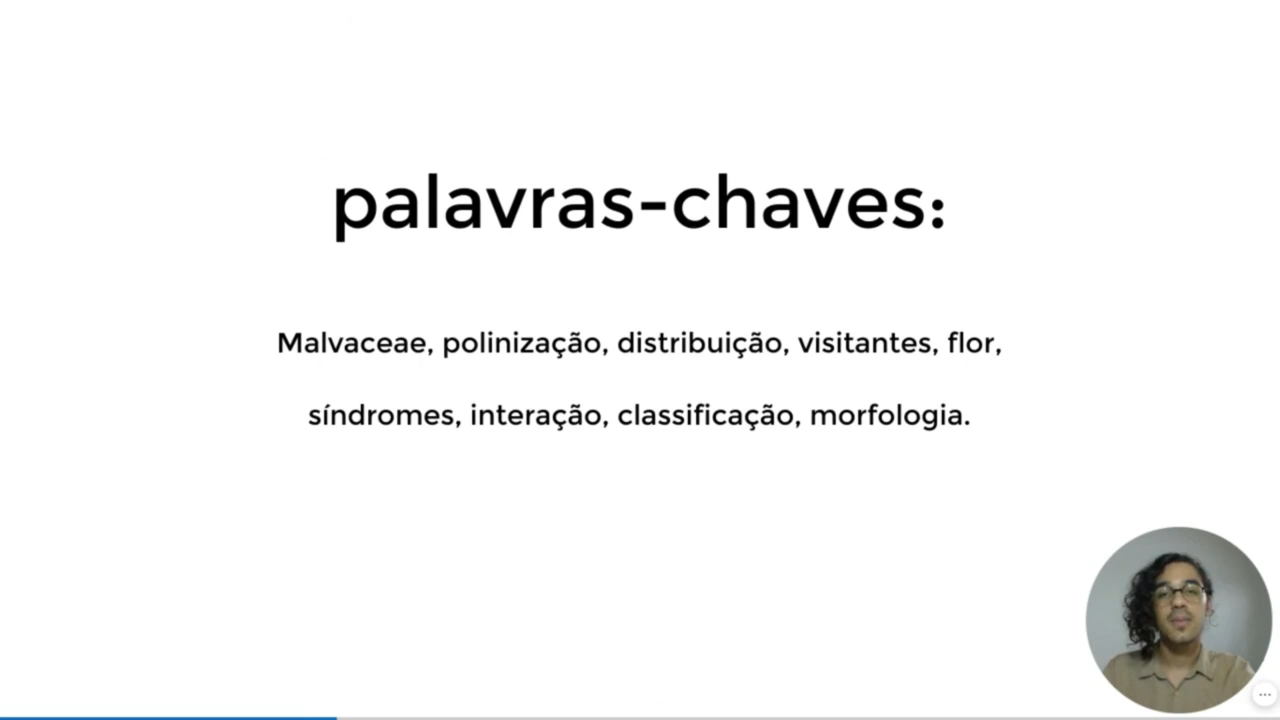 palavras-chaves:
Malvaceae, polinização, distribuição, visitantes, flor,
síndromes, interação, classificação, morfologia.